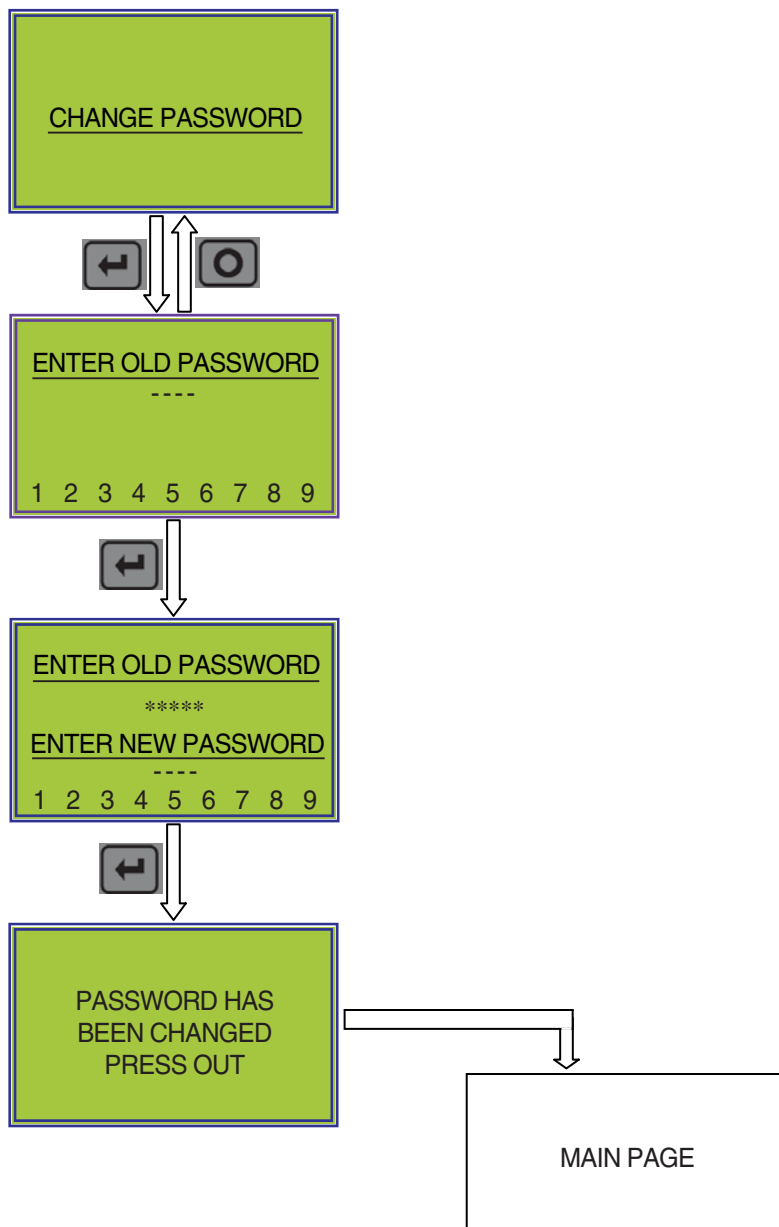 CHANGE PASSWORD
ENTER OLD PASSWORD
----
1 2 3 4 5 6 7 8 9
ENTER OLD PASSWORD
*****
ENTER NEW PASSWORD
----
1 2 3 4 5 6 7 8 9
PASSWORD HAS
BEEN CHANGED
PRESS OUT
MAIN PAGE